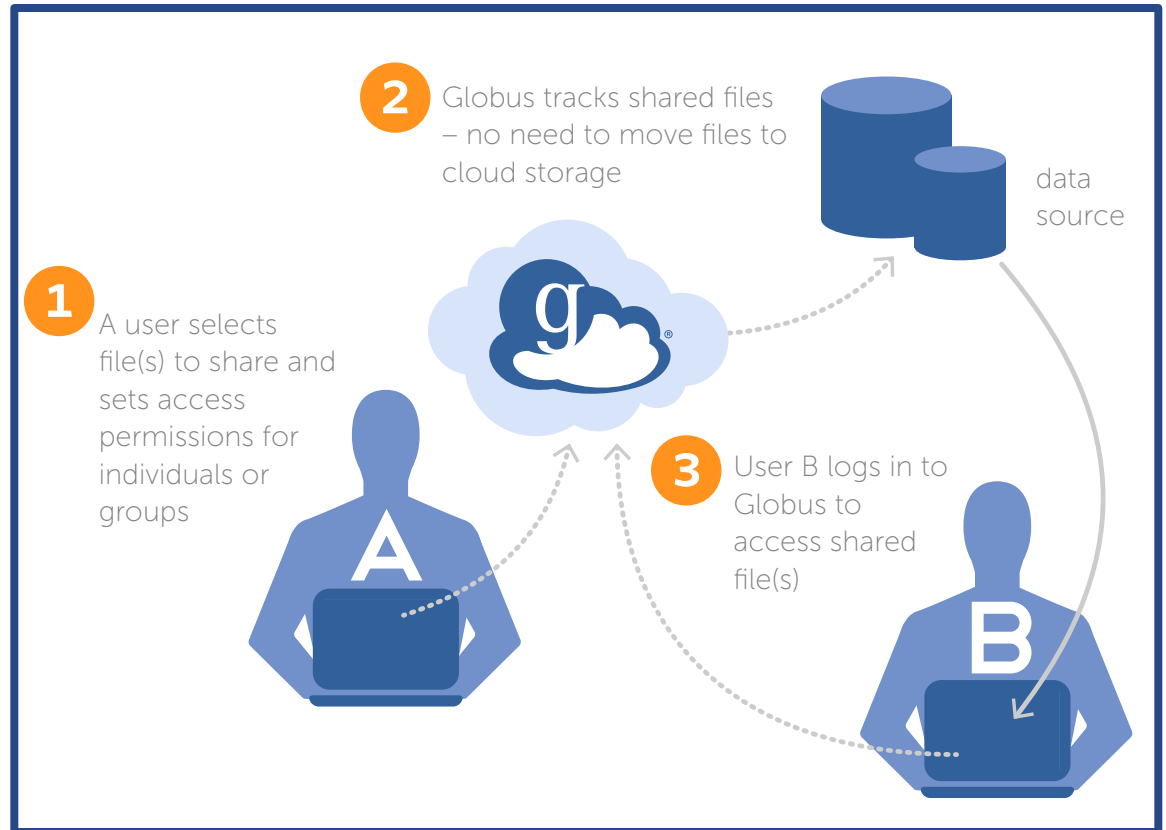 1
A user selects
file(s) to share and
sets access
permissions for
individuals or
groups
2
Globus tracks shared files
– no need to move files to
cloud storage
data
source
g
®
3
User B logs in to
Globus to
access shared
file(s)
A
B